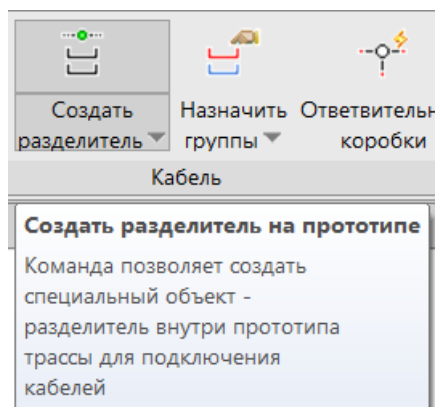 Создать
разделитель
Назначить
группы
коробки
Кабель
Создать разделитель на прототипе
Команда позволяет создать
специальный объект -
разделитель внутри прототипа
трассы для подключения
кабелей